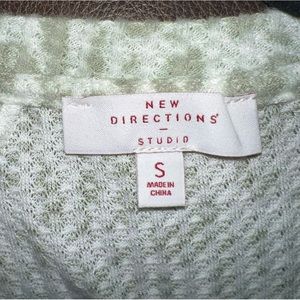 NEW
DIRECTIONS®
STUDIO
S
MADE IN
CHINA